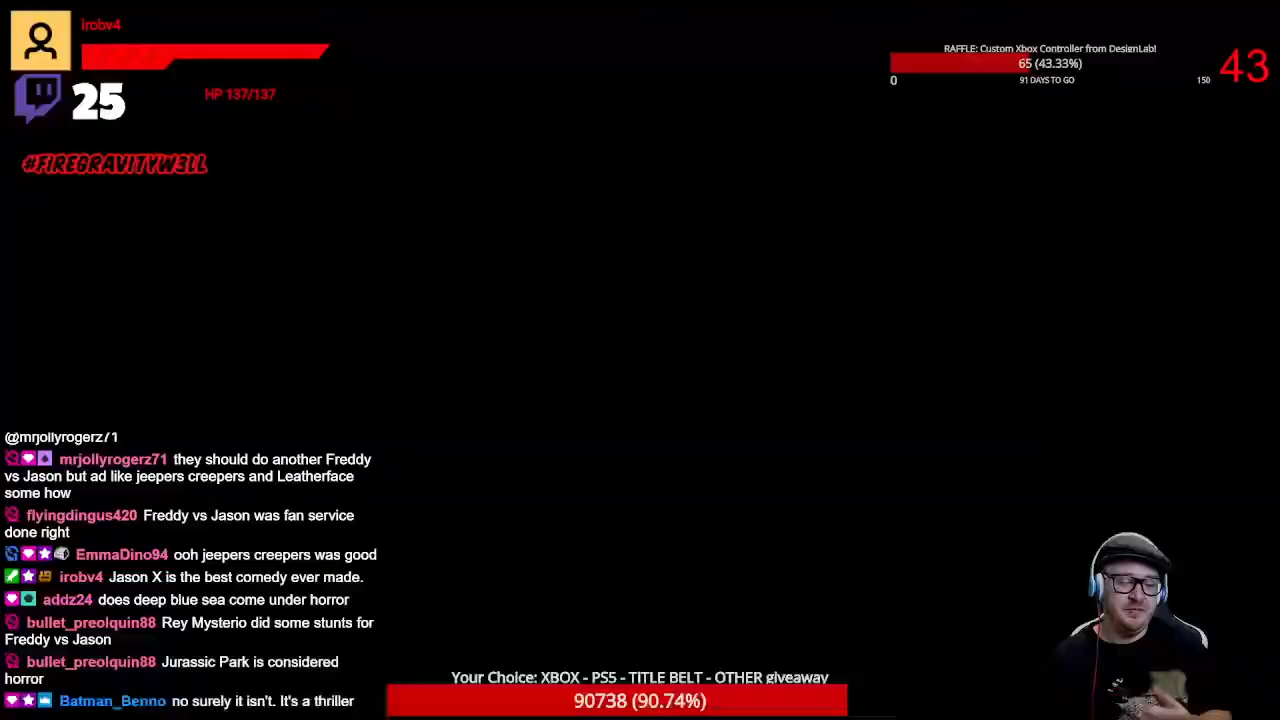 Irobv4
25
HP 137/137
#FIREGRAVITYW3LL
RAFFLE: Custom Xbox Controller from DesignLab!
65 (43.33%)
43
0
91 DAYS TO GO
150
@mrjollyrogerz71
mrjollyrogerz71 they should do another Freddy
vs Jason but ad like jeepers creepers and Leatherface
some how
flyingdingus420 Freddy vs Jason was fan service
done right
EmmaDino94 ooh jeepers creepers was good
irobv4 Jason X is the best comedy ever made.
addz24 does deep blue sea come under horror
bullet_preolquin88 Rey Mysterio did some stunts for
Freddy vs Jason
bullet_preolquin88 Jurassic Park is considered
horror
Batman_Benno no surely it isn't. It's a thriller
Your Choice: XBOX - PS5 - TITLE BELT - OTHER giveaway
90738 (90.74%)